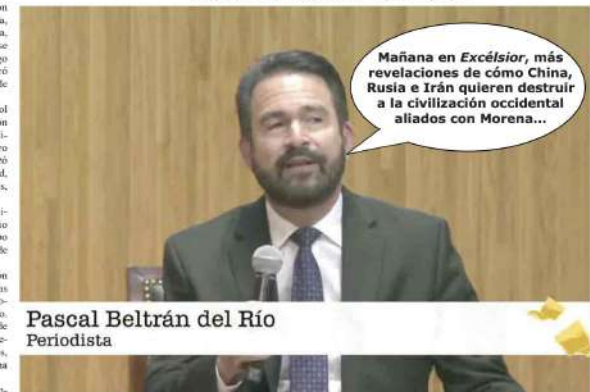 Mañana en Excélsior, más
revelaciones de cómo China,
Rusia e Irán quieren destruir
a la civilización occidental
aliados con Morena...
Pascal Beltrán del Río
Periodista